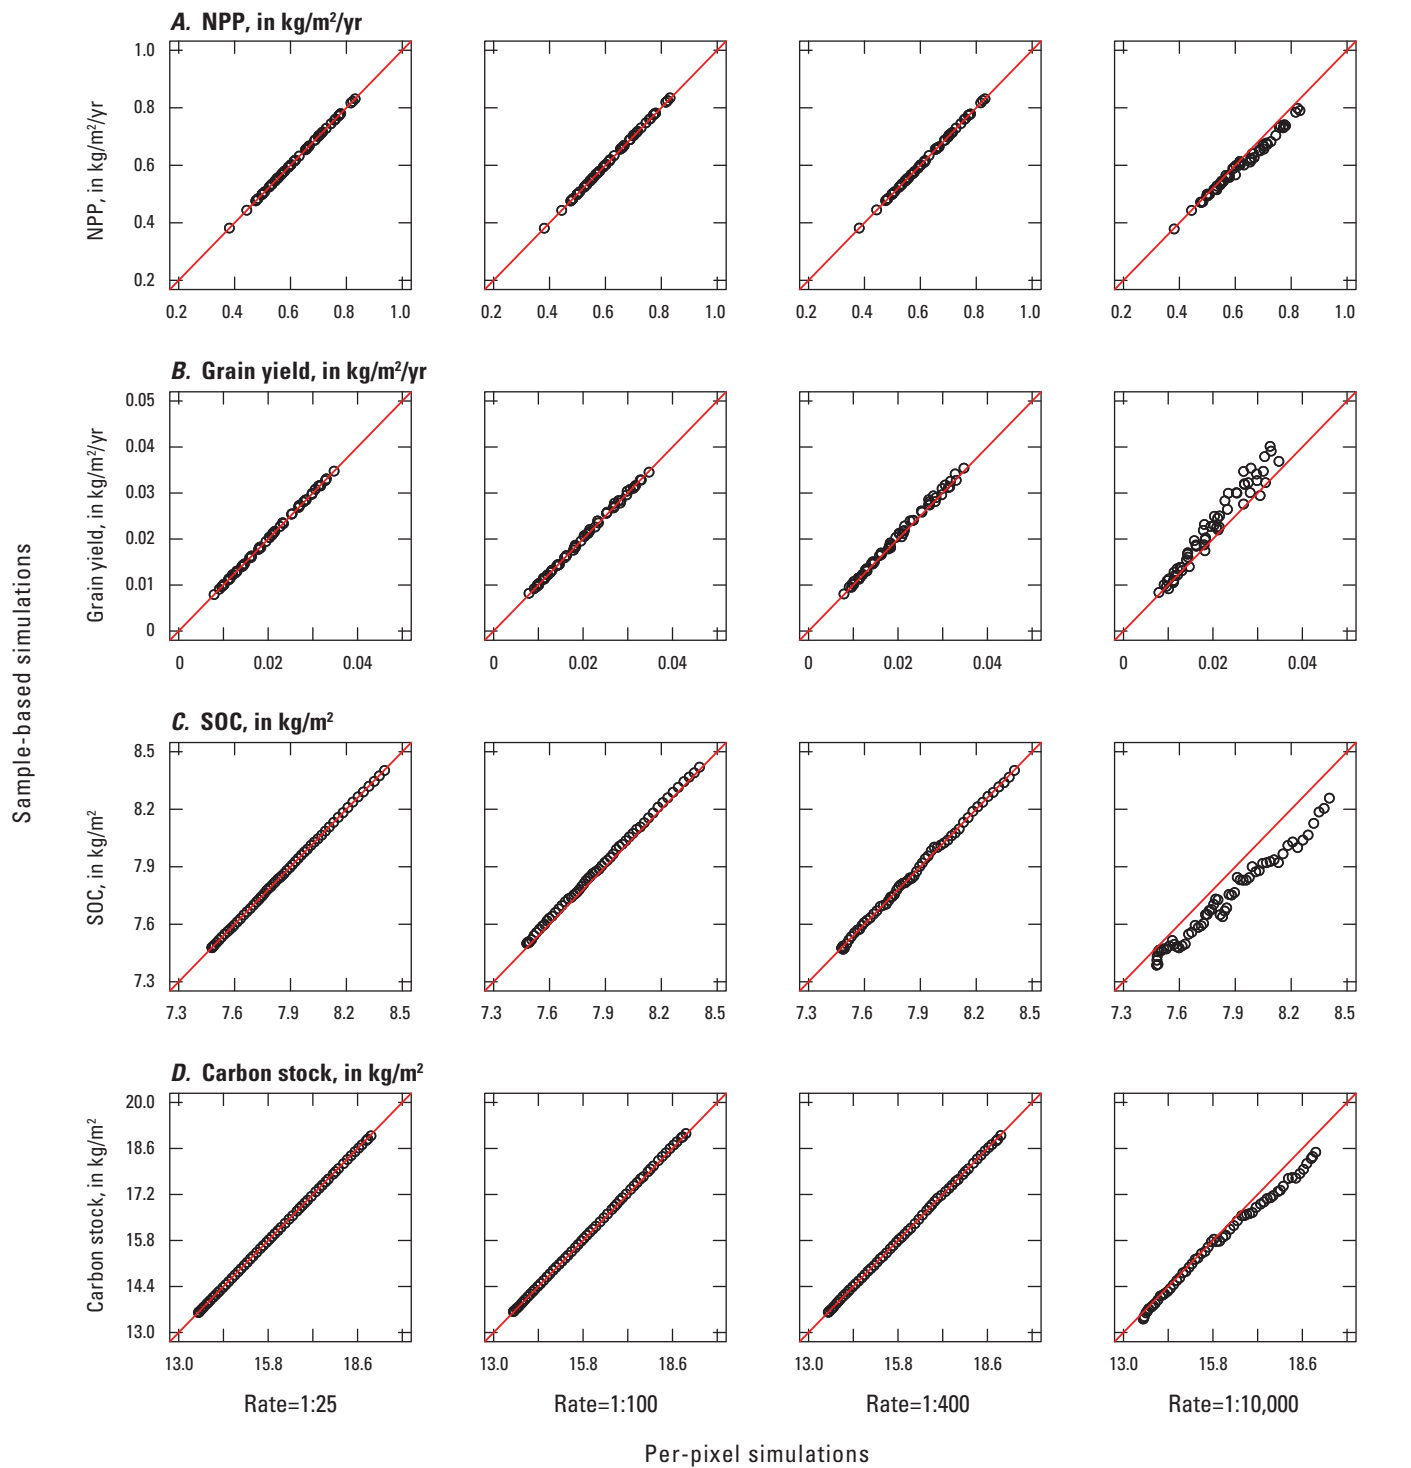 A. NPP, in kg/m²/yr
1.0
0.8
0.6
0.4
0.2
NPP, in kg/m²/yr
0.2 0.4 0.6 0.8 1.0 0.2 0.4 0.6 0.8 1.0 0.2 0.4 0.6 0.8 1.0 0.2 0.4 0.6 0.8 1.0
B. Grain yield, in kg/m²/yr
0.05
0.04
0.03
0.02
0.01
0
Grain yield, in kg/m²/yr
0 0.02 0.04 0 0.02 0.04 0 0.02 0.04 0 0.02 0.04
Sample-based simulations
C. SOC, in kg/m²
8.5
8.2
7.9
7.6
7.3
SOC, in kg/m²
7.3 7.6 7.9 8.2 8.5 7.3 7.6 7.9 8.2 8.5 7.3 7.6 7.9 8.2 8.5 7.3 7.6 7.9 8.2 8.5
D. Carbon stock, in kg/m²
20.0
18.6
17.2
15.8
14.4
13.0
Carbon stock, in kg/m²
13.0 15.8 18.6 13.0 15.8 18.6 13.0 15.8 18.6 13.0 15.8 18.6
Rate=1:25 Rate=1:100 Rate=1:400 Rate=1:10,000
Per-pixel simulations